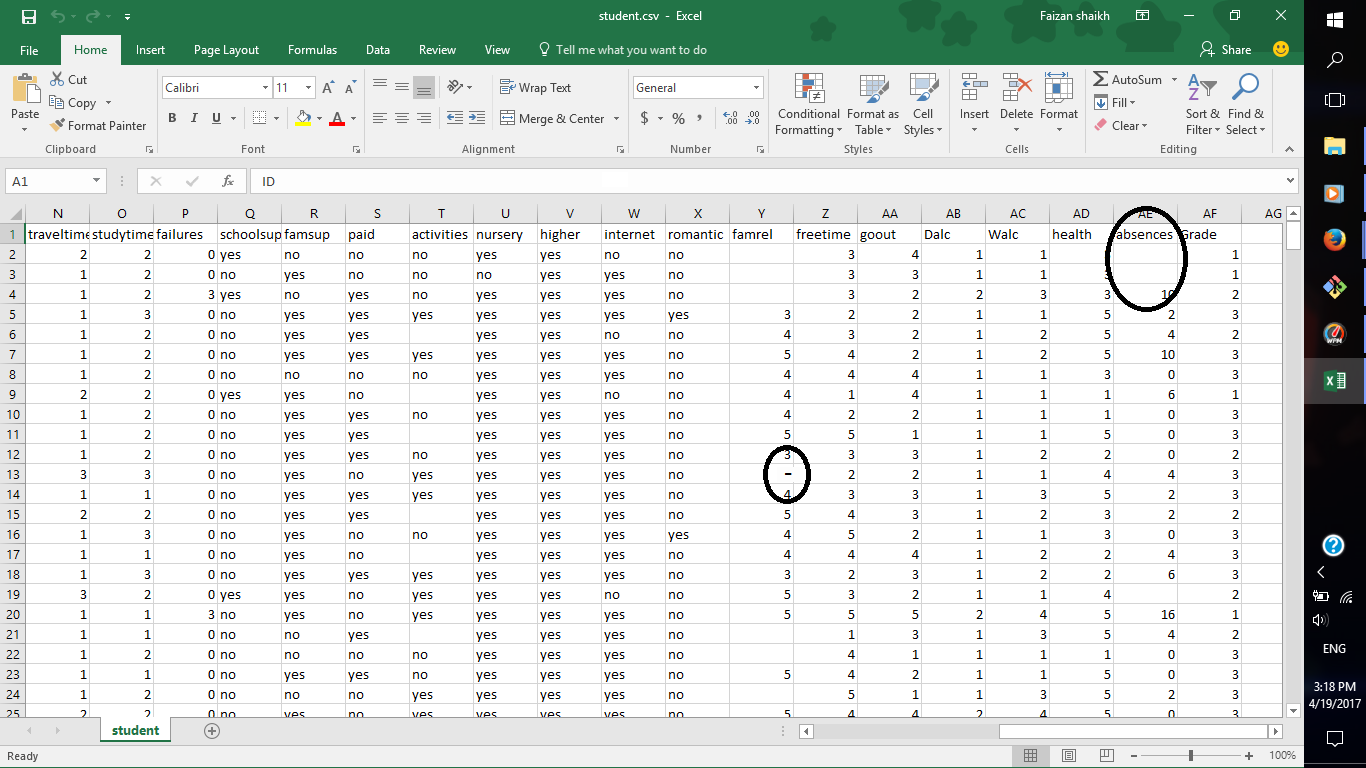 student.csv - Excel
Faizan shaikh
File Home Insert Page Layout Formulas Data Review View Tell me what you want to do Share
Paste Cut Copy Format Painter
Calibri 11 A A B I U A
Wrap Text Merge & Center
General $ % ,
Conditional Formatting Format as Table Cell Styles
Insert Delete Format
AutoSum Fill Clear Sort & Filter Find & Select
Clipboard Font Alignment Number Styles Cells Editing
A1 fx ID
N O P Q R S T U V W X Y Z AA AB AC AD AE AF AG
1 traveltime studytime failures schoolsup famsup paid activities nursery higher internet romantic famrel freetime goout Dalc Walc health absences Grade
2 2 2 0 yes no no no yes yes no no 3 4 1 1 1
3 1 2 0 no yes no no no yes yes no 3 3 1 1 1
4 1 2 3 yes no yes no yes yes yes no 3 2 2 3 3 10 2
5 1 3 0 no yes yes yes yes yes yes yes 3 2 2 1 1 5 2 3
6 1 2 0 no yes yes yes yes no no 4 3 2 1 2 5 4 2
7 1 2 0 no yes yes yes yes yes yes no 5 4 2 1 2 5 10 3
8 1 2 0 no no no no yes yes yes no 4 4 4 1 1 3 0 3
9 2 2 0 yes yes no yes yes no no 4 1 4 1 1 1 6 1
10 1 2 0 no yes yes no yes yes yes no 4 2 2 1 1 1 0 3
11 1 2 0 no yes yes yes yes yes no 5 5 1 1 1 5 0 3
12 1 2 0 no yes yes no yes yes yes no 3 3 3 1 2 2 0 2
13 3 3 0 no yes no yes yes yes yes no - 2 2 1 1 4 4 3
14 1 1 0 no yes yes yes yes yes yes no 4 3 3 1 3 5 2 3
15 2 2 0 no yes yes yes yes yes no 5 4 3 1 2 3 2 2
16 1 3 0 no yes no no yes yes yes yes 4 5 2 1 1 3 0 3
17 1 1 0 no yes no yes yes yes no 4 4 4 1 2 2 4 3
18 1 3 0 no yes yes yes yes yes yes no 3 2 3 1 2 2 6 3
19 3 2 0 yes yes no yes yes yes no no 5 3 2 1 1 4 2
20 1 1 3 no yes no yes yes yes yes no 5 5 5 2 4 5 16 1
21 1 1 0 no no yes yes yes yes no 1 3 1 3 5 4 2
22 1 2 0 no no no no yes yes yes no 4 1 1 1 1 0 3
23 1 1 0 no yes yes no yes yes yes no 5 4 2 1 1 5 0 3
24 1 2 0 no no no yes yes yes yes no 5 1 1 3 5 2 3
25 2 2 0 no yes no yes yes yes yes no 5 4 4 2 4 5 0 3
student
Ready 100%
WPM
ENG
3:18 PM
4/19/2017